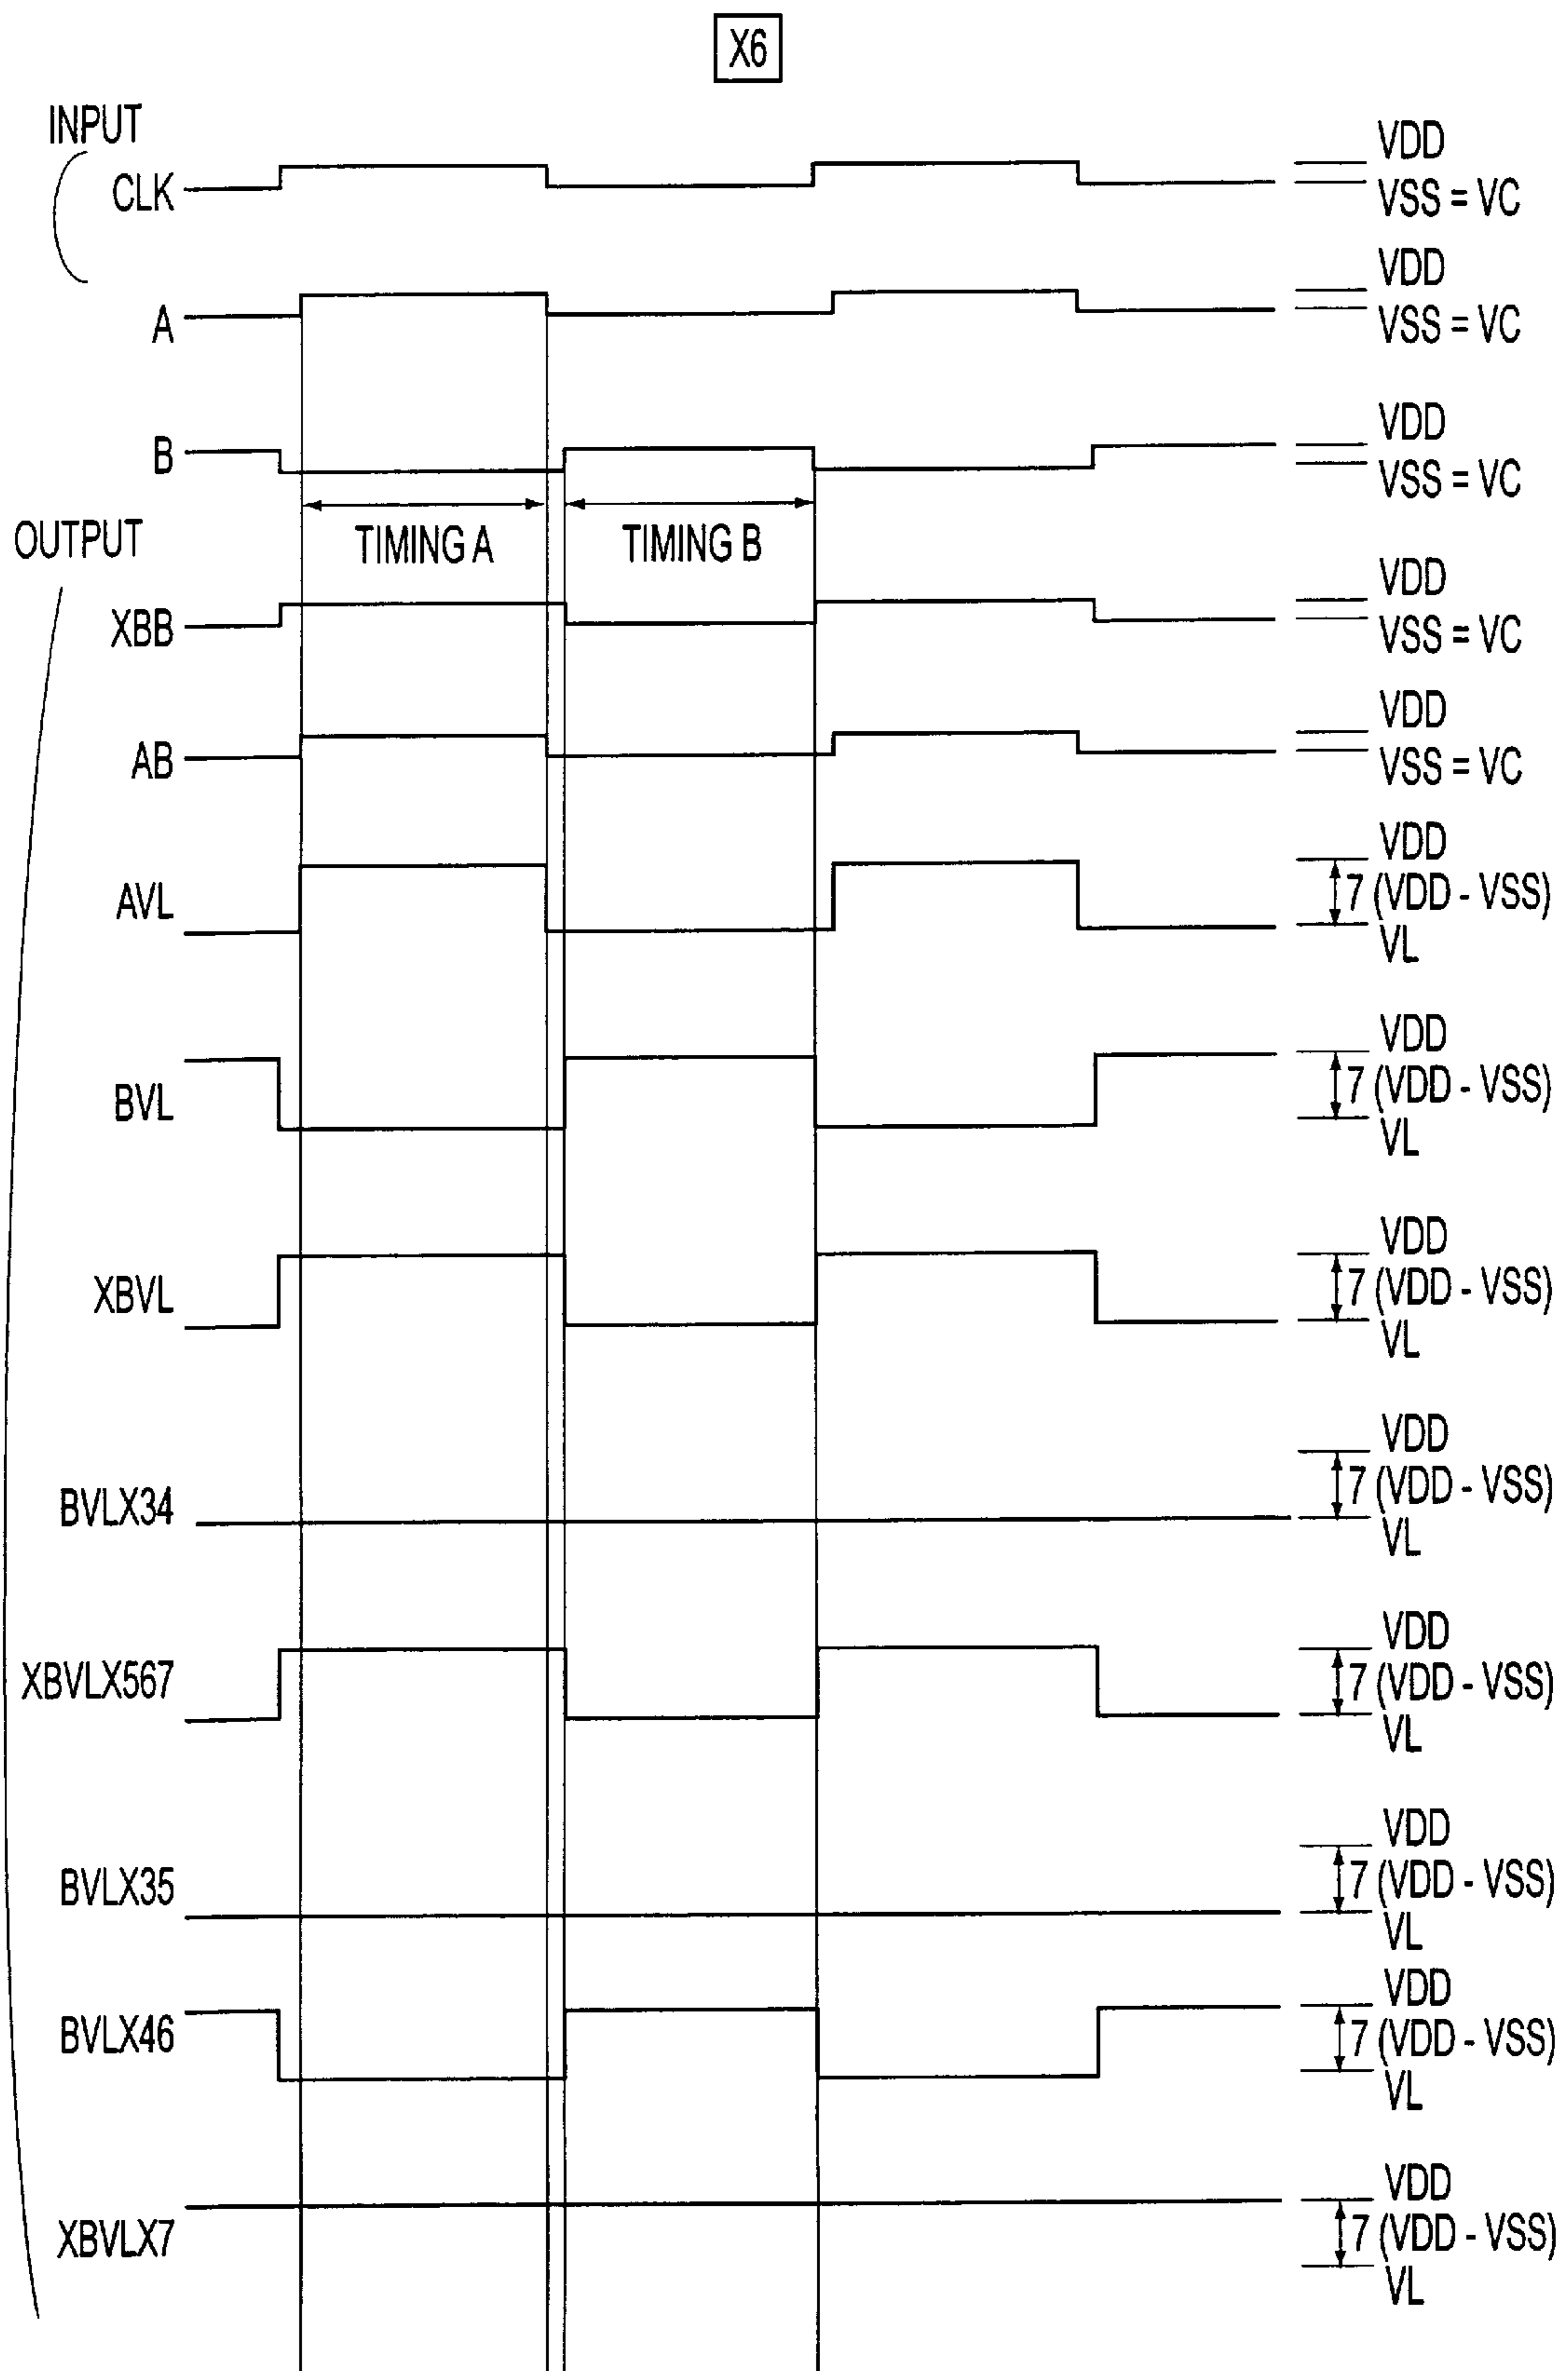 X6
INPUT
CLK
VDD
VSS = VC
A
VDD
VSS = VC
B
VDD
VSS = VC
TIMING A
TIMING B
OUTPUT
XBB
VDD
VSS = VC
AB
VDD
VSS = VC
AVL
VDD
7 (VDD - VSS)
VL
BVL
VDD
7 (VDD - VSS)
VL
XBVL
VDD
7 (VDD - VSS)
VL
BVLX34
VDD
7 (VDD - VSS)
VL
XBVLX567
VDD
7 (VDD - VSS)
VL
BVLX35
VDD
7 (VDD - VSS)
VL
BVLX46
VDD
7 (VDD - VSS)
VL
XBVLX7
VDD
7 (VDD - VSS)
VL